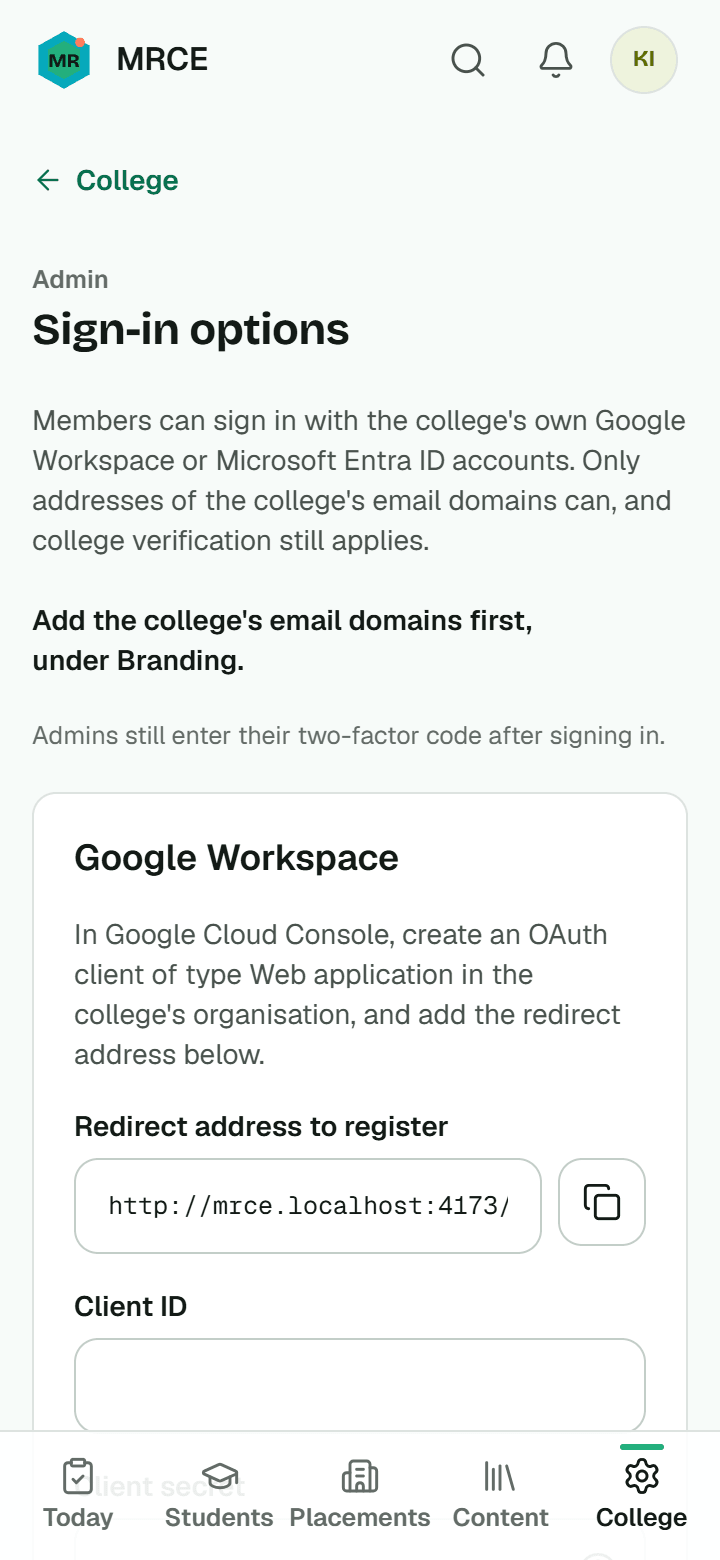 MR
MRCE
KI
College
Admin
Sign-in options
Members can sign in with the college's own Google
Workspace or Microsoft Entra ID accounts. Only
addresses of the college's email domains can, and
college verification still applies.
Add the college's email domains first,
under Branding.
Admins still enter their two-factor code after signing in.
Google Workspace
In Google Cloud Console, create an OAuth
client of type Web application in the
college's organisation, and add the redirect
address below.
Redirect address to register
http://mrce.localhost:4173/
Client ID
Client secret
Today
Students
Placements
Content
College